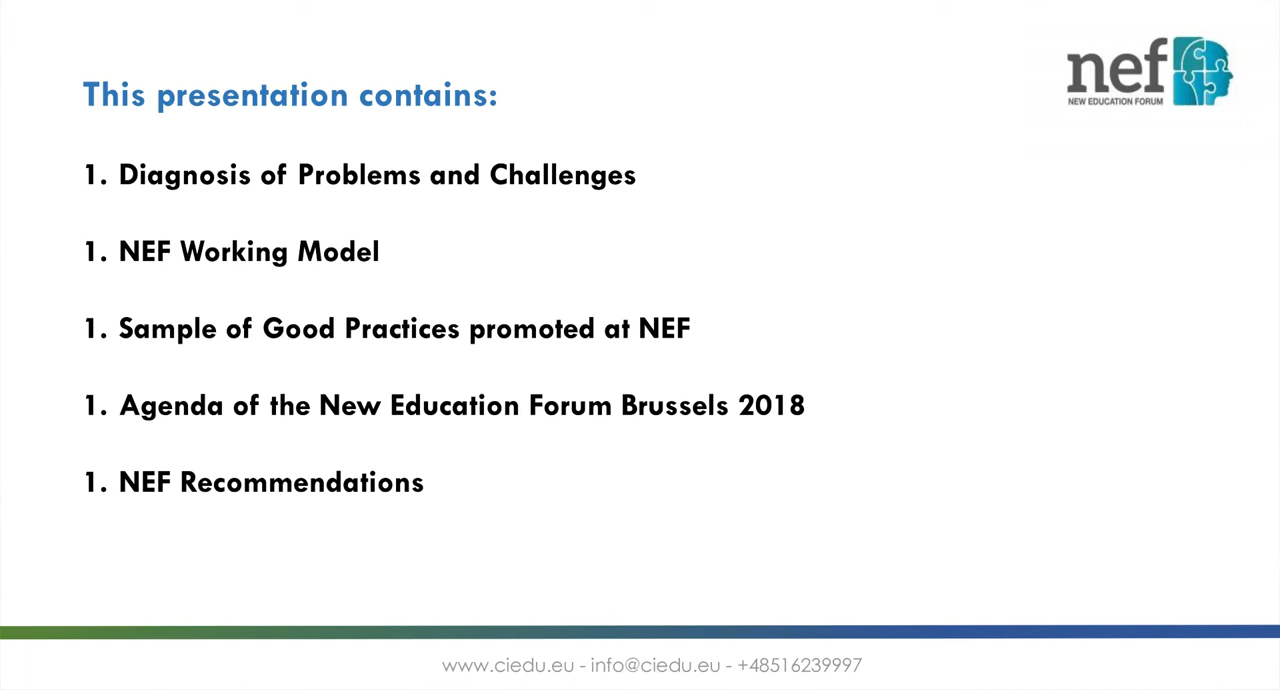 nef
NEW EDUCATION FORUM
This presentation contains:
1. Diagnosis of Problems and Challenges
1. NEF Working Model
1. Sample of Good Practices promoted at NEF
1. Agenda of the New Education Forum Brussels 2018
1. NEF Recommendations
www.ciedu.eu - info@ciedu.eu - +48516239997